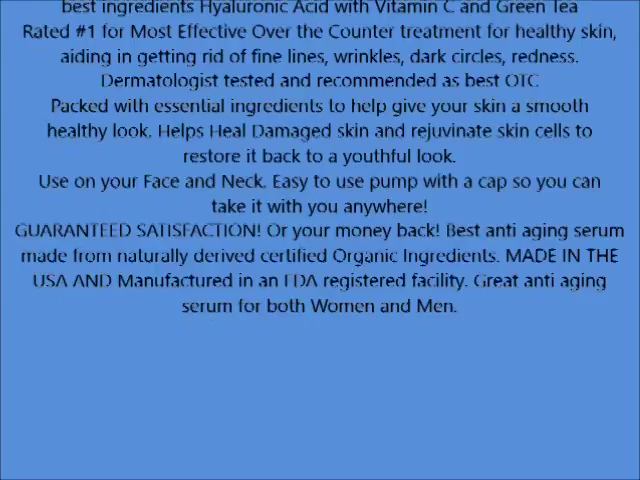 best ingredients Hyaluronic Acid with Vitamin C and Green Tea
Rated #1 for Most Effective Over the Counter treatment for healthy skin,
aiding in getting rid of fine lines, wrinkles, dark circles, redness.
Dermatologist tested and recommended as best OTC
Packed with essential ingredients to help give your skin a smooth
healthy look. Helps Heal Damaged skin and rejuvinate skin cells to
restore it back to a youthful look.
Use on your Face and Neck. Easy to use pump with a cap so you can
take it with you anywhere!
GUARANTEED SATISFACTION! Or your money back! Best anti aging serum
made from naturally derived certified Organic Ingredients. MADE IN THE
USA AND Manufactured in an FDA registered facility. Great anti aging
serum for both Women and Men.